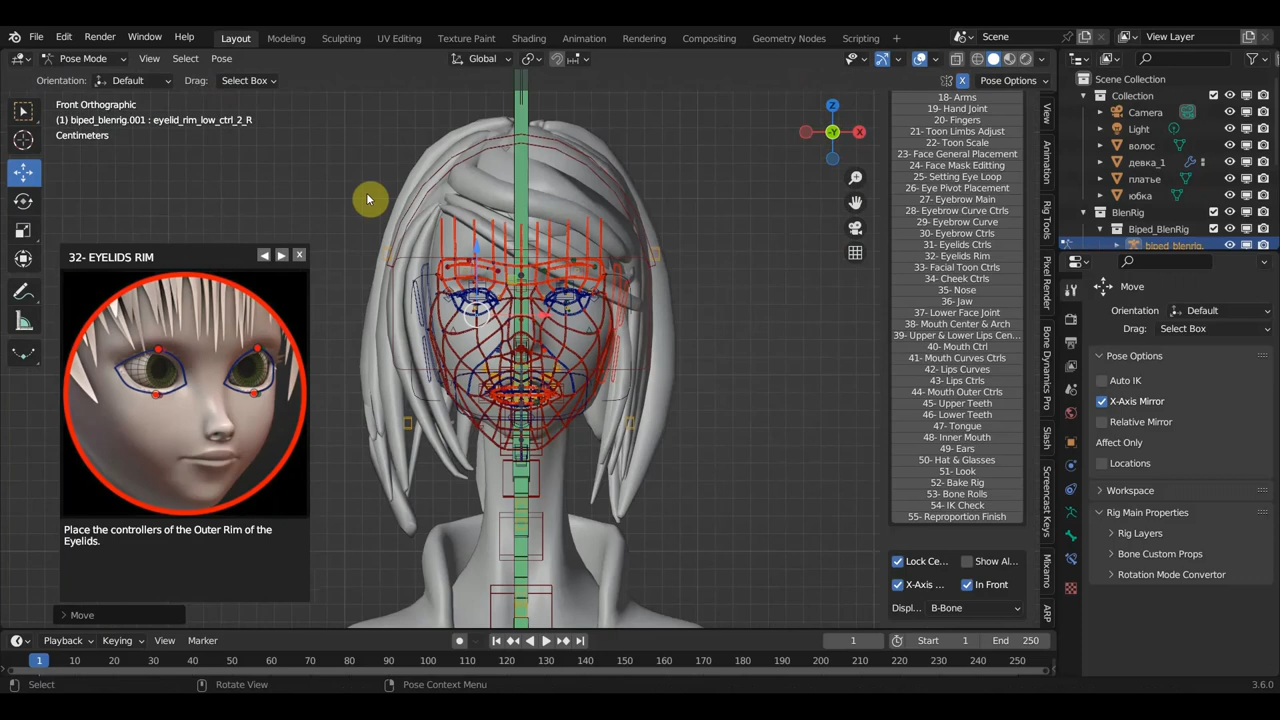 File Edit Render Window Help Layout Modeling Sculpting UV Editing Texture Paint Shading Animation Rendering Compositing Geometry Nodes Scripting + Scene View Layer
Pose Mode View Select Pose Global
Orientation: Default Drag: Select Box X Pose Options
Front Orthographic
(1) biped_blenrig.001 : eyelid_rim_low_ctrl_2_R
Centimeters
Z
X
-Y
18- Arms
19- Hand Joint
20- Fingers
21- Toon Limbs Adjust
22- Toon Scale
23- Face General Placement
24- Face Mask Editing
25- Setting Eye Loop
26- Eye Pivot Placement
27- Eyebrow Main
28- Eyebrow Curve Ctrls
29- Eyebrow Curve
30- Eyebrow Ctrls
31- Eyelids Ctrls
32- Eyelids Rim
33- Facial Toon Ctrls
34- Cheek Ctrls
35- Nose
36- Jaw
37- Lower Face Joint
38- Mouth Center & Arch
39- Upper & Lower Lips Cen...
40- Mouth Ctrl
41- Mouth Curves Ctrls
42- Lips Curves
43- Lips Ctrls
44- Mouth Outer Ctrls
45- Upper Teeth
46- Lower Teeth
47- Tongue
48- Inner Mouth
49- Ears
50- Hat & Glasses
51- Look
52- Bake Rig
53- Bone Rolls
54- IK Check
55- Reproportion Finish
Lock Ce... Show Al...
X-Axis ... In Front
Displ... B-Bone
View
Animation
Rig Tools
Pixel Render
Bone Dynamics Pro
Slash
Screencast Keys
Mixamo
ARP
32- EYELIDS RIM
Place the controllers of the Outer Rim of the
Eyelids.
Move
Scene Collection
Collection
Camera
Light
волос
девка_1
платье
юбка
BlenRig
Biped_BlenRig
biped_blenrig.
Move
Orientation Default
Drag: Select Box
Pose Options
Auto IK
X-Axis Mirror
Relative Mirror
Affect Only
Locations
Workspace
Rig Main Properties
Rig Layers
Bone Custom Props
Rotation Mode Convertor
Playback Keying View Marker 1 Start 1 End 250
1 10 20 30 40 50 60 70 80 90 100 110 120 130 140 150 160 170 180 190 200 210 220 230 240 250
Select Rotate View Pose Context Menu 3.6.0